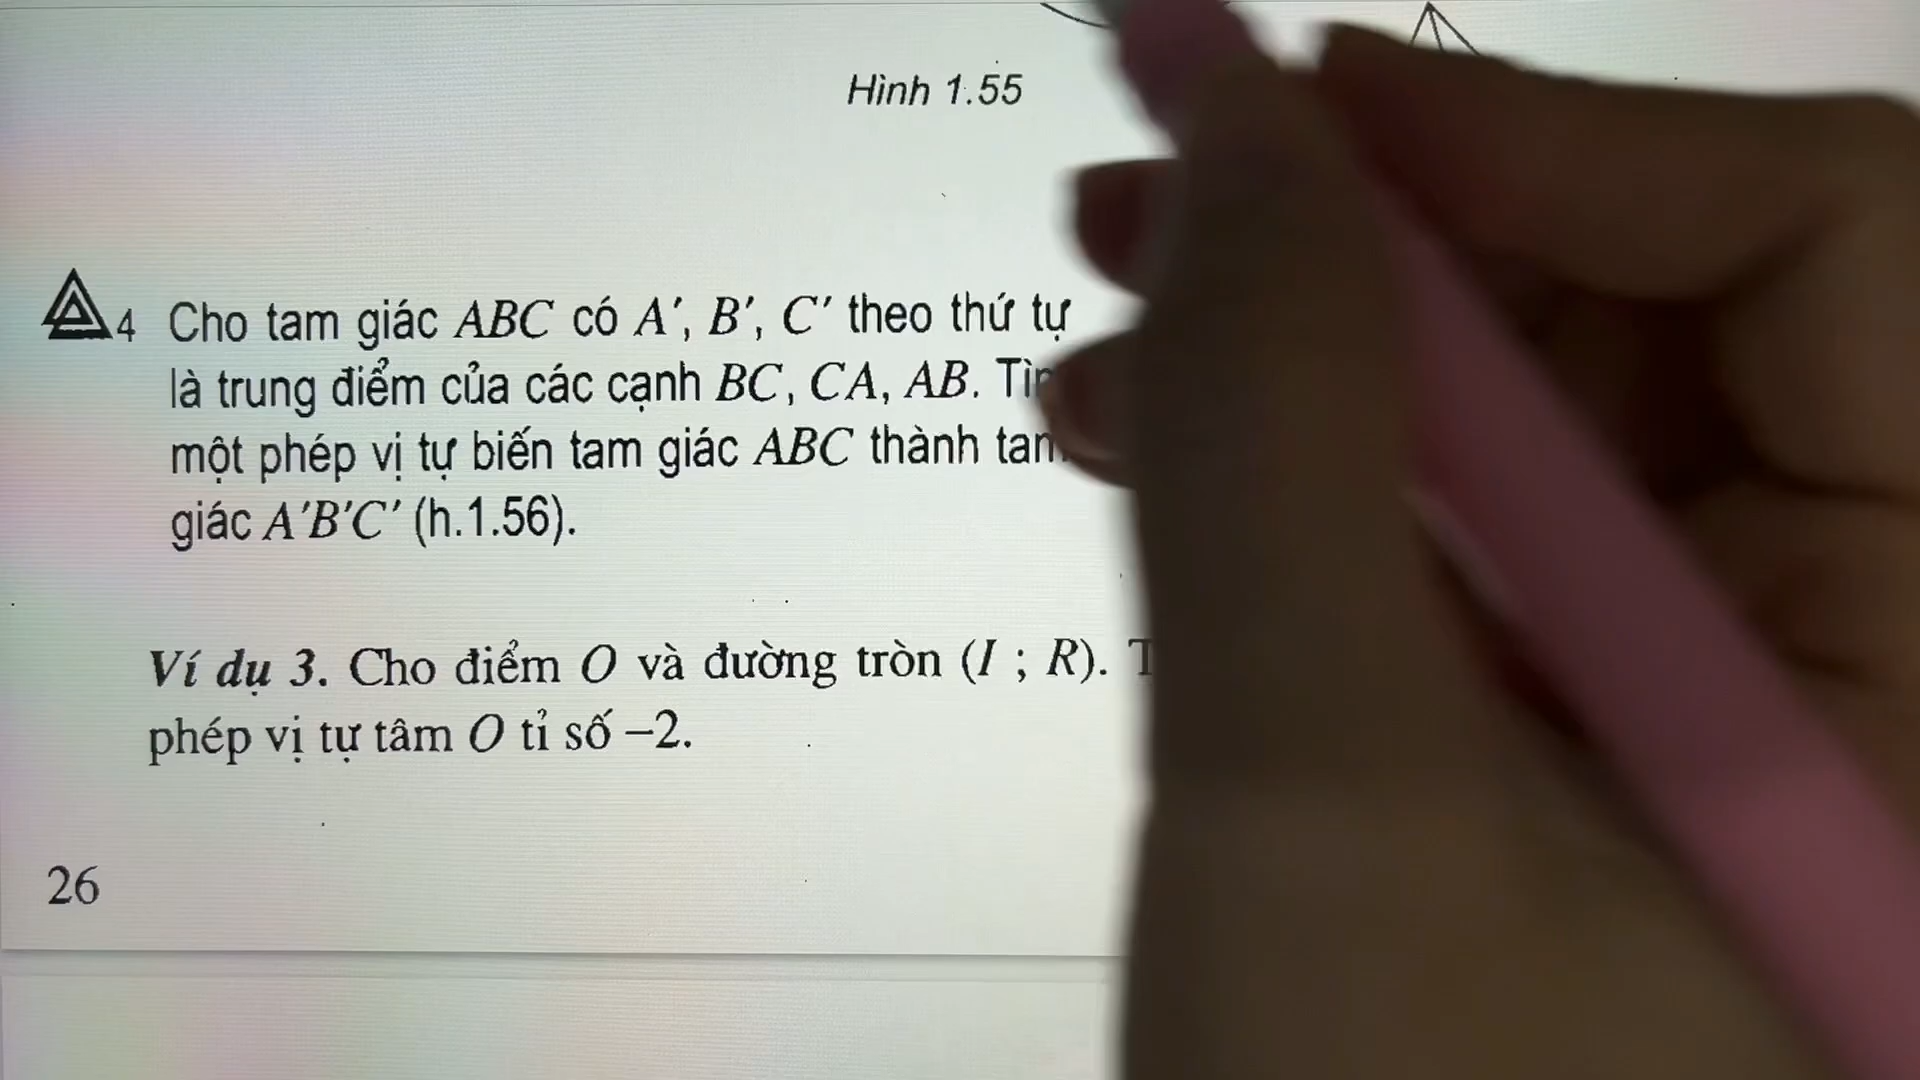 Hình 1.55
4 Cho tam giác ABC có A′, B′, C′ theo thứ tự
là trung điểm của các cạnh BC, CA, AB.
một phép vị tự biến tam giác ABC thành
giác A′B′C′ (h.1.56).
Ví dụ 3. Cho điểm O và đường tròn (I ; R).
phép vị tự tâm O tỉ số –2.
26